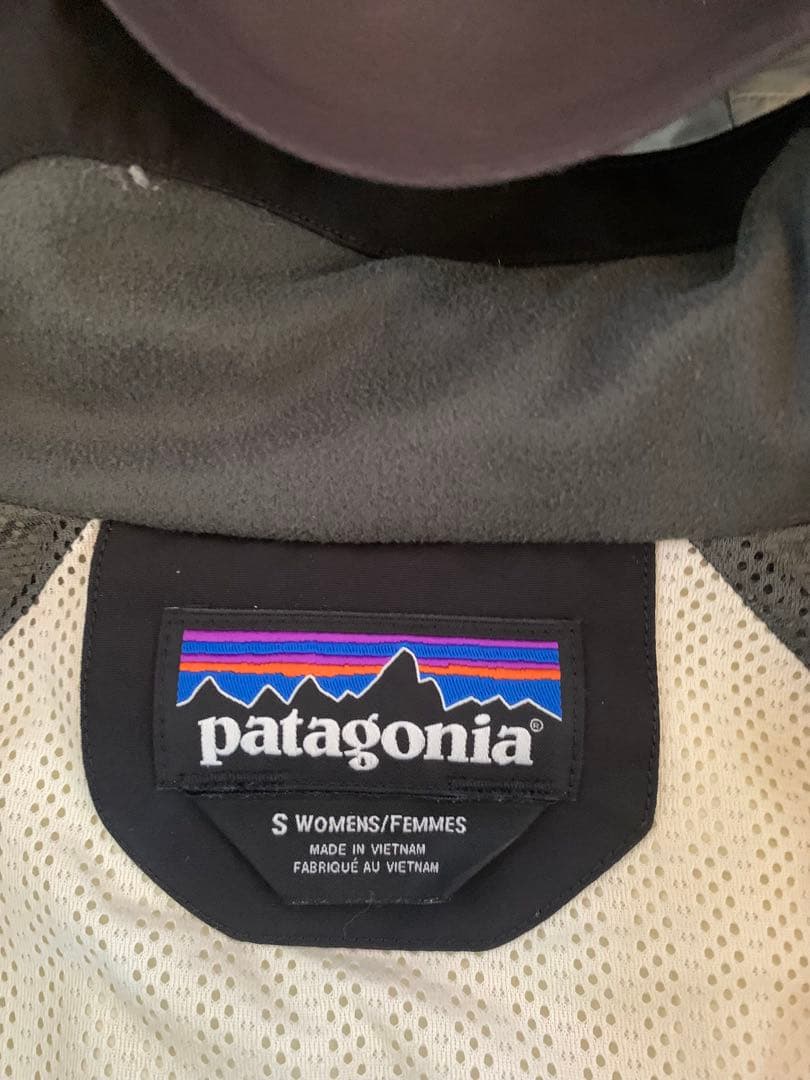 patagonia®
S WOMENS/FEMMES
MADE IN VIETNAM
FABRIQUÉ AU VIETNAM